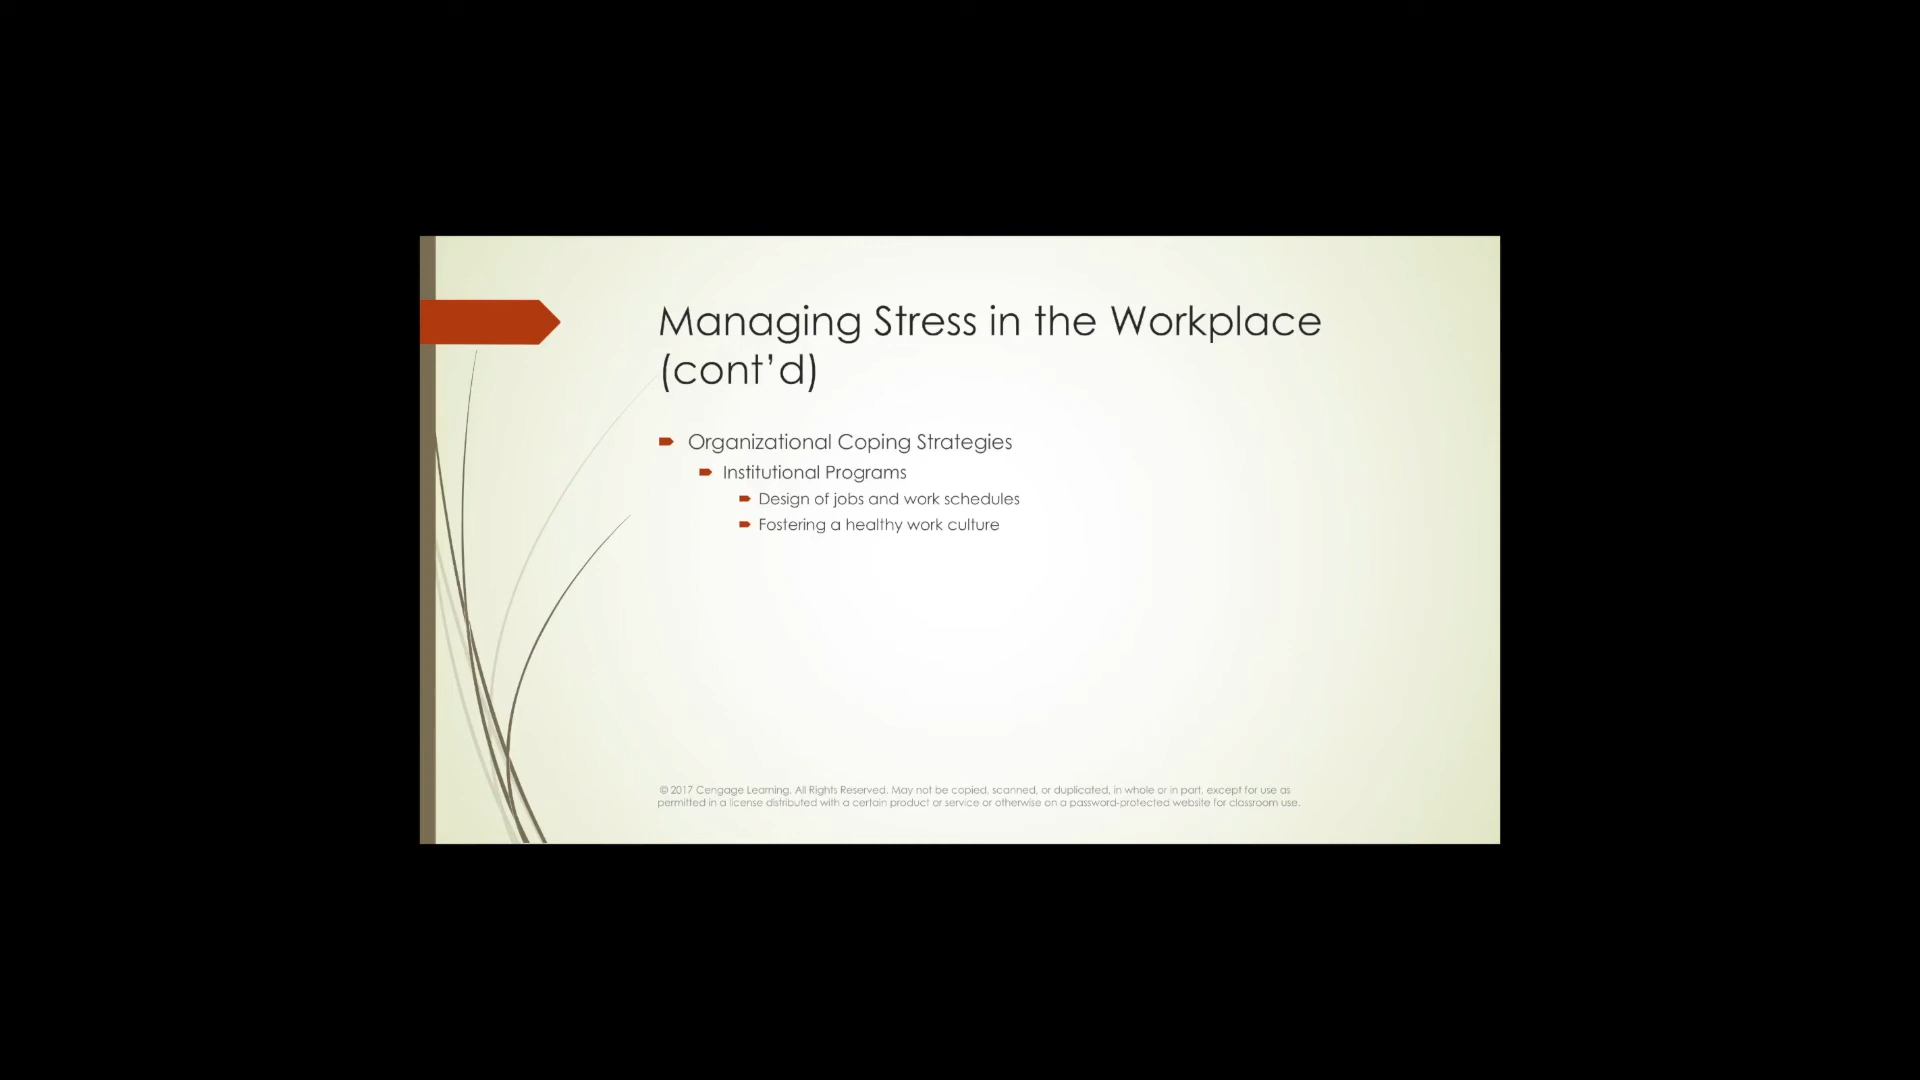 Managing Stress in the Workplace
(cont’d)
Organizational Coping Strategies
Institutional Programs
Design of jobs and work schedules
Fostering a healthy work culture
© 2017 Cengage Learning. All Rights Reserved. May not be copied, scanned, or duplicated, in whole or in part, except for use as
permitted in a license distributed with a certain product or service or otherwise on a password-protected website for classroom use.